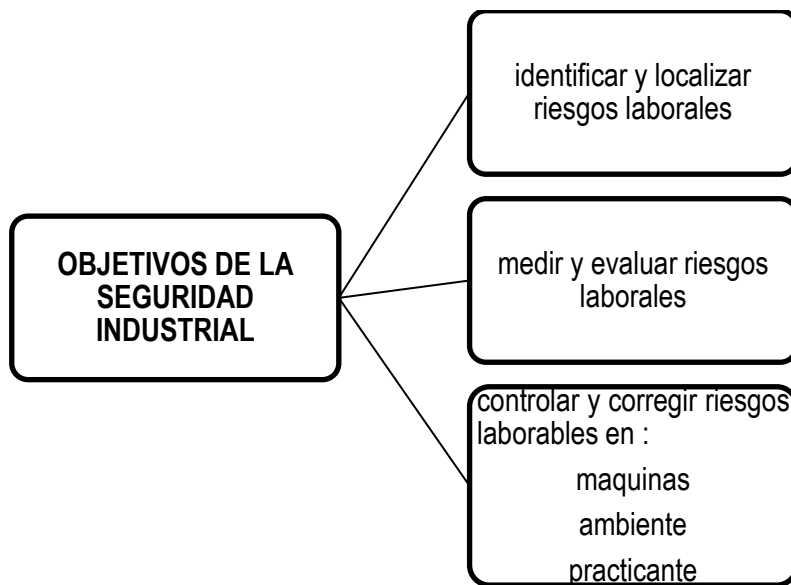 OBJETIVOS DE LA
SEGURIDAD
INDUSTRIAL
identificar y localizar
riesgos laborales
medir y evaluar riesgos
laborales
controlar y corregir riesgos
laborables en :
maquinas
ambiente
practicante